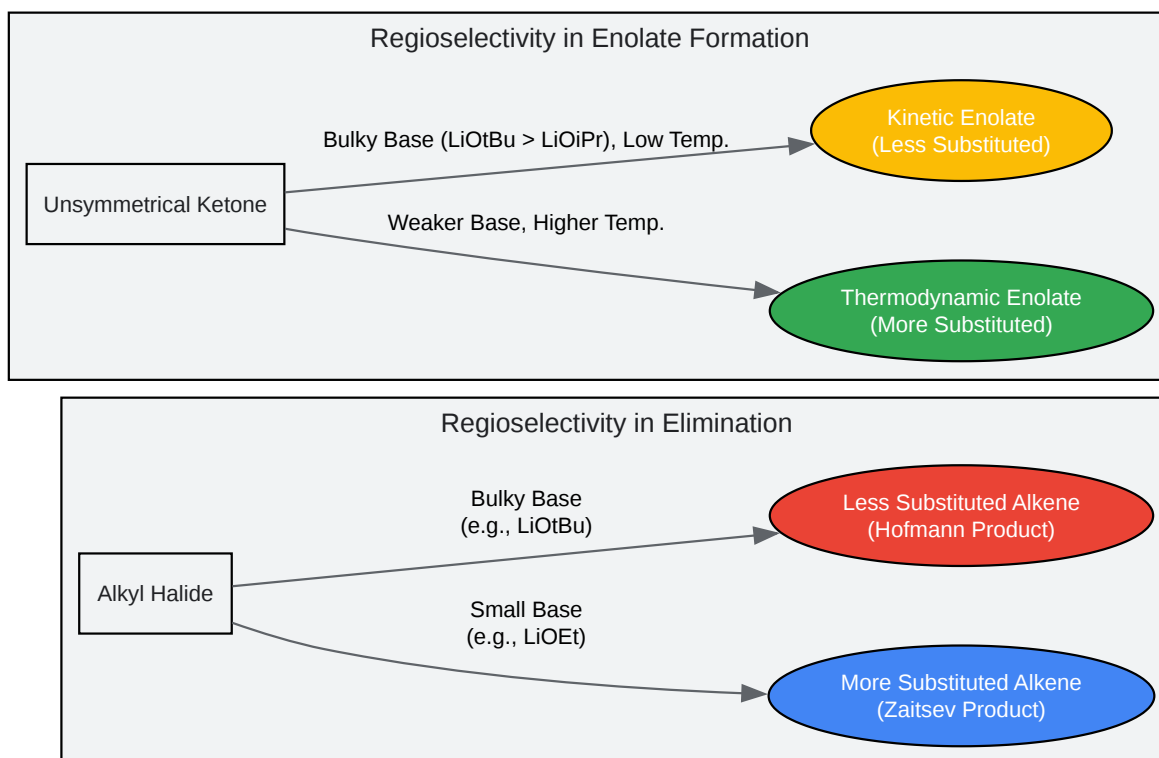 Regioselectivity in Enolate Formation
Kinetic Enolate
(Less Substituted)
Bulky Base (LiOtBu > LiOiPr), Low Temp.
Unsymmetrical Ketone
Weaker Base, Higher Temp.
Thermodynamic Enolate
(More Substituted)
Regioselectivity in Elimination
Bulky Base
(e.g., LiOtBu)
Less Substituted Alkene
(Hofmann Product)
Alkyl Halide
Small Base
(e.g., LiOEt)
More Substituted Alkene
(Zaitsev Product)